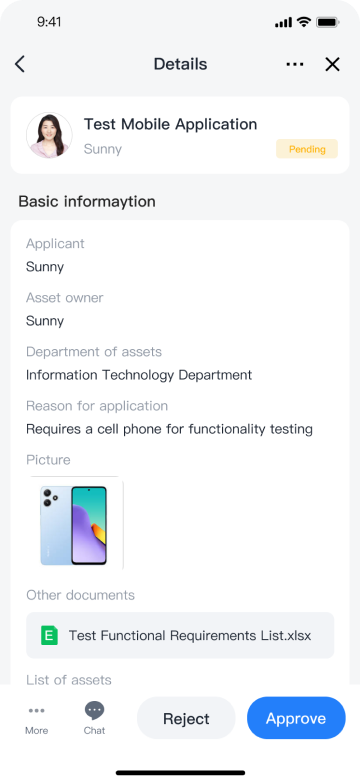 9:41
Details
Test Mobile Application
Sunny
Pending
Basic informaytion
Applicant
Sunny
Asset owner
Sunny
Department of assets
Information Technology Department
Reason for application
Requires a cell phone for functionality testing
Picture
Other documents
E Test Functional Requirements List.xlsx
List of assets
More
Chat
Reject
Approve